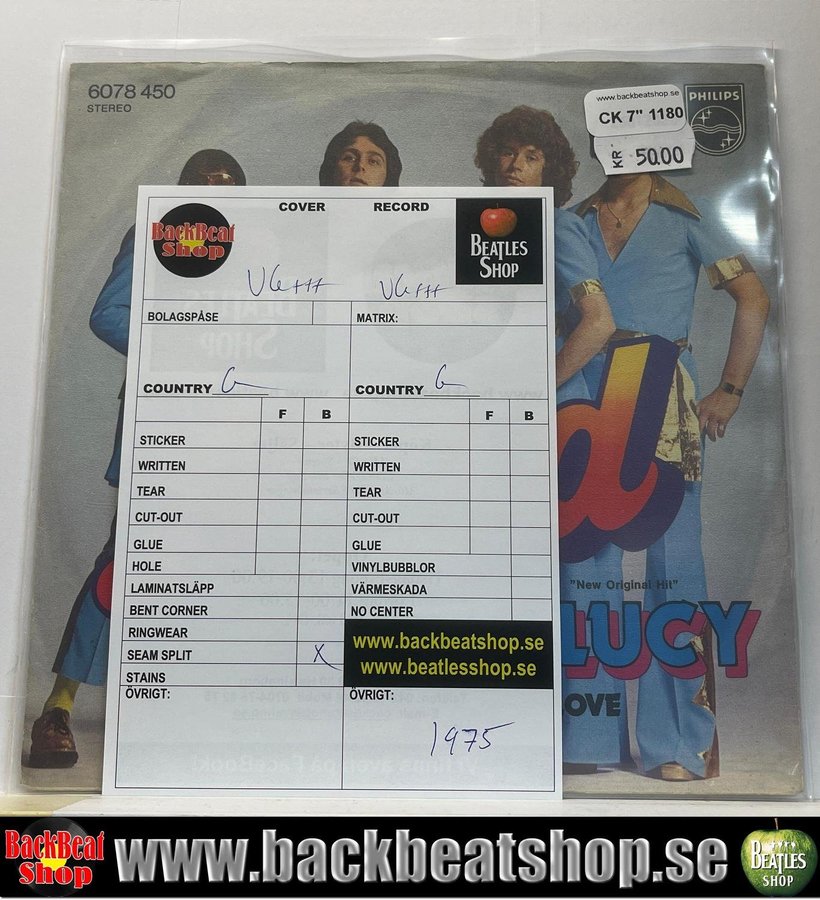 6078 450
STEREO
www.backbeatshop.se
CK 7" 1180
KR 50.00
PHILIPS
BackBeat
Shop
COVER RECORD
BEATLES
SHOP
VG+++ VG+++
BOLAGSPÅSE MATRIX:
COUNTRY G COUNTRY G
F B F B
STICKER STICKER
WRITTEN WRITTEN
TEAR TEAR
CUT-OUT CUT-OUT
GLUE GLUE
HOLE VINYLBUBBLOR
LAMINATSLÄPP VÄRMESKADA
BENT CORNER NO CENTER
RINGWEAR
SEAM SPLIT X
STAINS
www.backbeatshop.se
www.beatlesshop.se
ÖVRIGT: ÖVRIGT:
1975
d
"New Original Hit"
LUCY
OVE
BackBeat
Shop
www.backbeatshop.se
BEATLES
SHOP